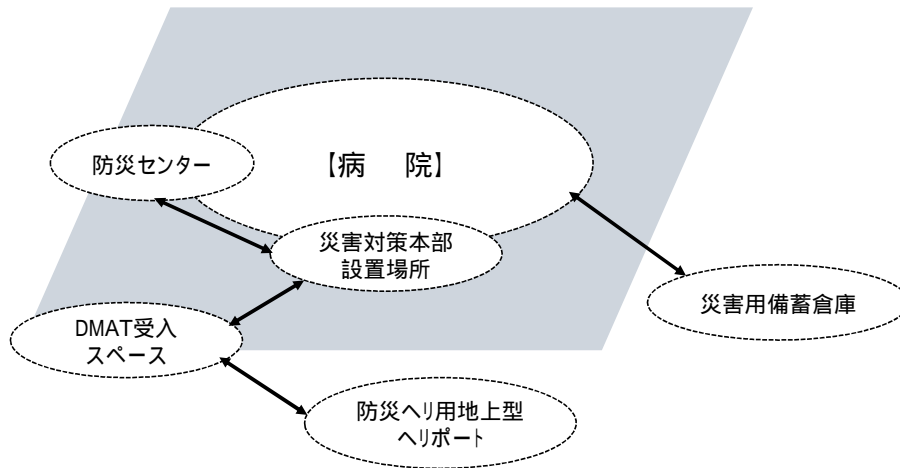 【病　院】
防災センター
災害対策本部
設置場所
災害用備蓄倉庫
DMAT受入
スペース
防災ヘリ用地上型
ヘリポート